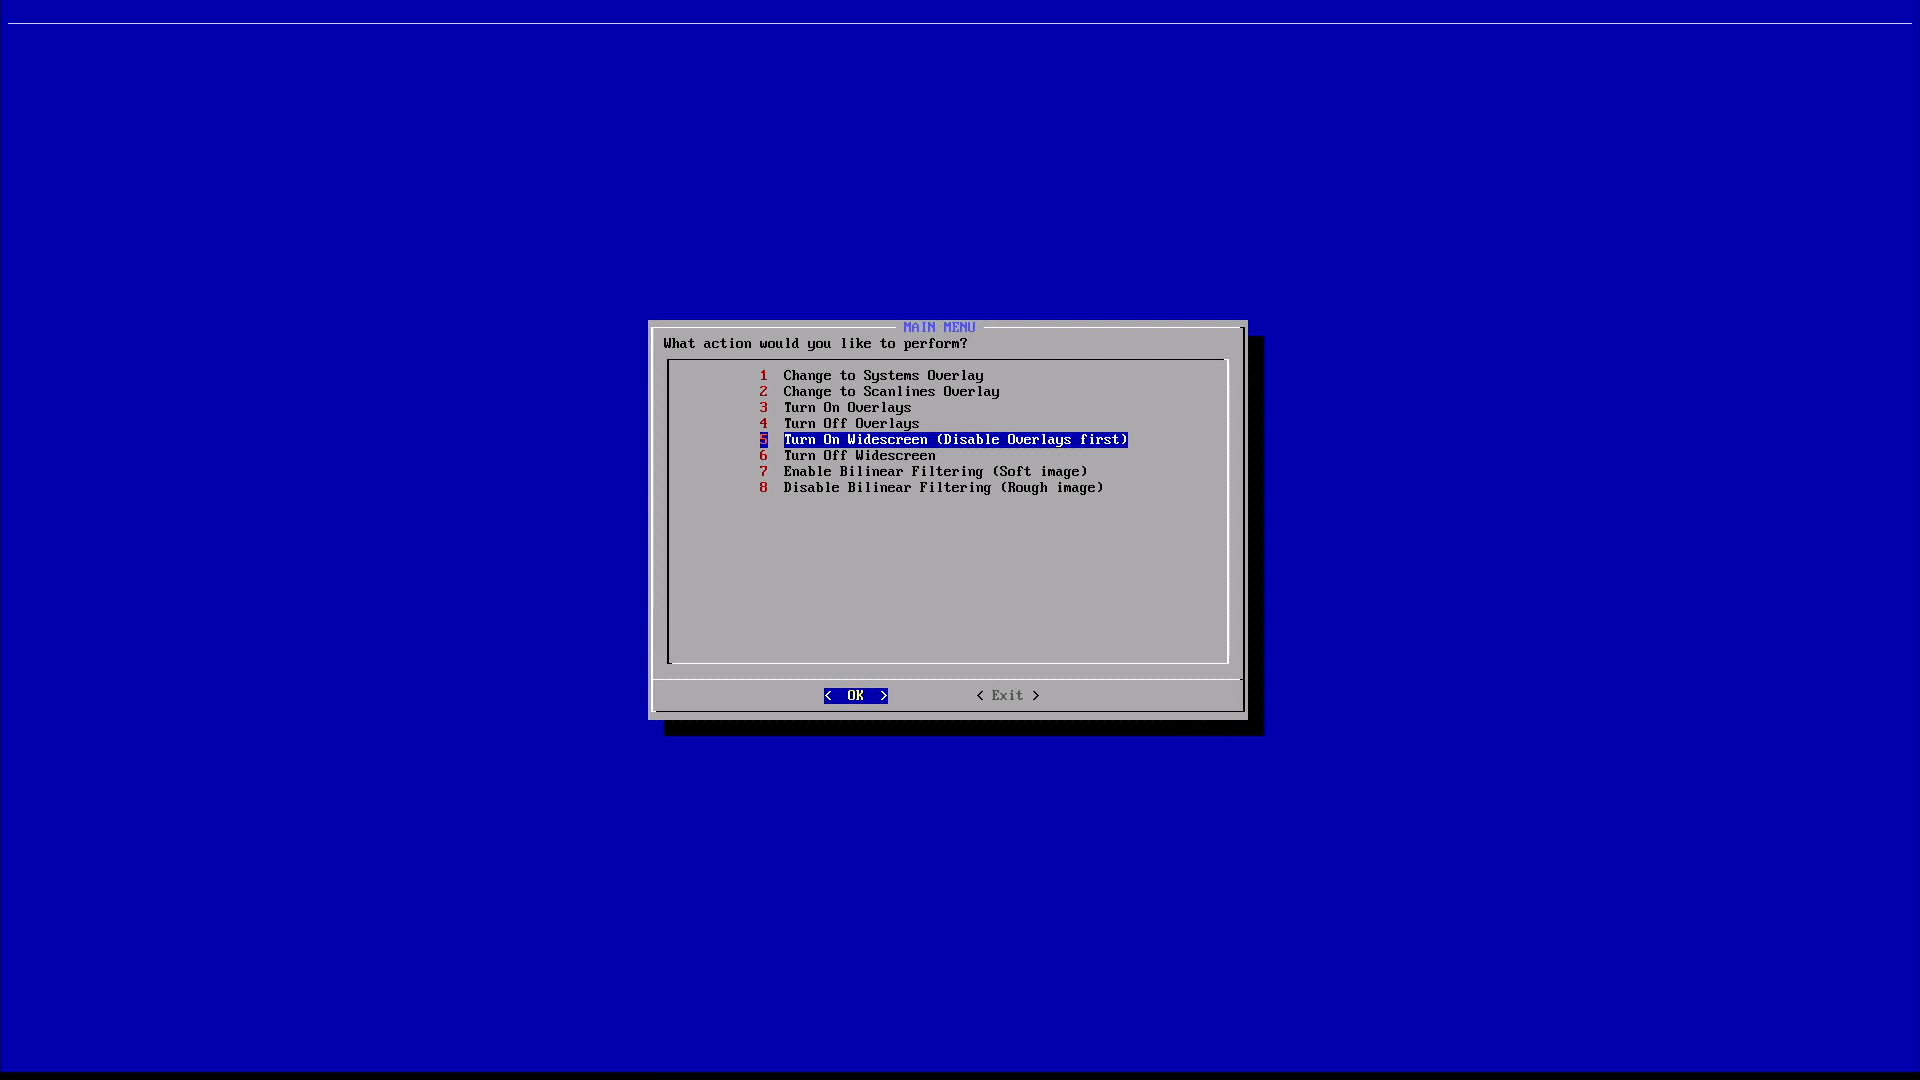 MAIN MENU
What action would you like to perform?
1 Change to Systems Overlay
2 Change to Scanlines Overlay
3 Turn On Overlays
4 Turn Off Overlays
5 Turn On Widescreen (Disable Overlays first)
6 Turn Off Widescreen
7 Enable Bilinear Filtering (Soft image)
8 Disable Bilinear Filtering (Rough image)
< OK > < Exit >